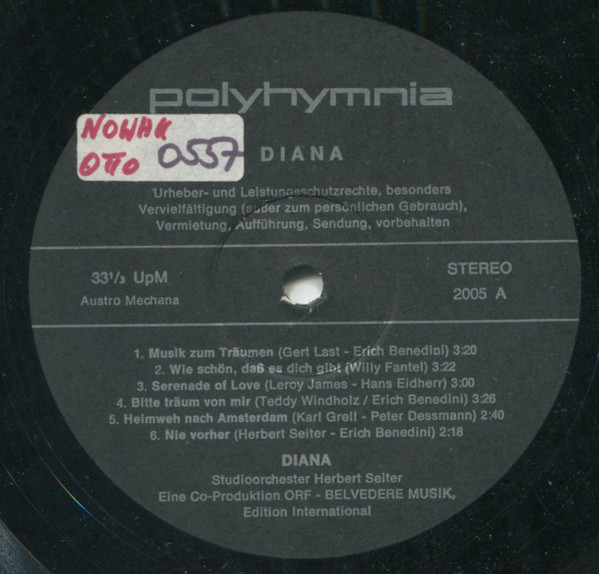 polyhymnia
NOWAK
OTTO 0557
DIANA
Urheber- und Leistungsschutzrechte, besonders
Vervielfältigung (außer zum persönlichen Gebrauch),
Vermietung, Aufführung, Sendung, vorbehalten
33⅓ UpM
Austro Mechana
STEREO
2005 A
1. Musik zum Träumen (Gert Last - Erich Benedini) 3:20
2. Wie schön, daß es dich gibt (Willy Fantel) 3:22
3. Serenade of Love (Leroy James - Hans Eidherr) 3:00
4. Bitte träum von mir (Teddy Windholz / Erich Benedini) 3:26
5. Heimweh nach Amsterdam (Karl Grell - Peter Dessmann) 2:40
6. Nie vorher (Herbert Seiter - Erich Benedini) 2:18
DIANA
Studioorchester Herbert Seiter
Eine Co-Produktion ORF - BELVEDERE MUSIK,
Edition International